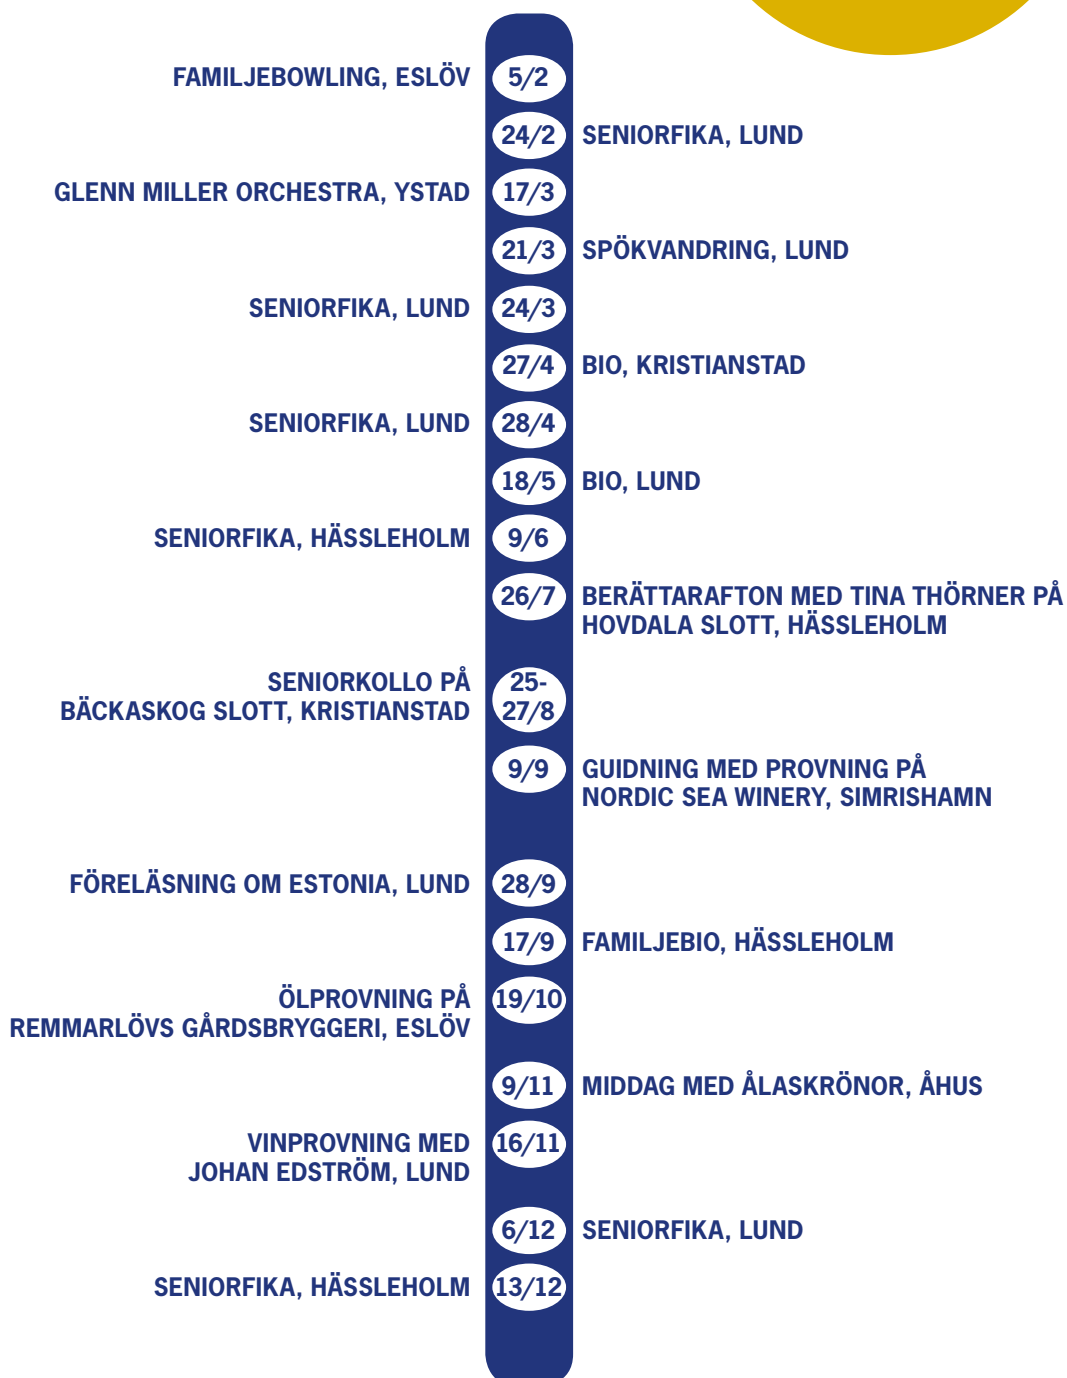 FAMILJEBOWLING, ESLÖV
5/2
24/2
SENIORFIKA, LUND
GLENN MILLER ORCHESTRA, YSTAD
17/3
21/3
SPÖKVANDRING, LUND
SENIORFIKA, LUND
24/3
27/4
BIO, KRISTIANSTAD
SENIORFIKA, LUND
28/4
18/5
BIO, LUND
SENIORFIKA, HÄSSLEHOLM
9/6
26/7
BERÄTTARAFTON MED TINA THÖRNER PÅ
HOVDALA SLOTT, HÄSSLEHOLM
SENIORKOLLO PÅ
BÄCKASKOG SLOTT, KRISTIANSTAD
25-
27/8
9/9
GUIDNING MED PROVNING PÅ
NORDIC SEA WINERY, SIMRISHAMN
FÖRELÄSNING OM ESTONIA, LUND
28/9
17/9
FAMILJEBIO, HÄSSLEHOLM
ÖLPROVNING PÅ
REMMARLÖVS GÅRDSBRYGGERI, ESLÖV
19/10
9/11
MIDDAG MED ÅLASKRÖNOR, ÅHUS
VINPROVNING MED
JOHAN EDSTRÖM, LUND
16/11
6/12
SENIORFIKA, LUND
SENIORFIKA, HÄSSLEHOLM
13/12